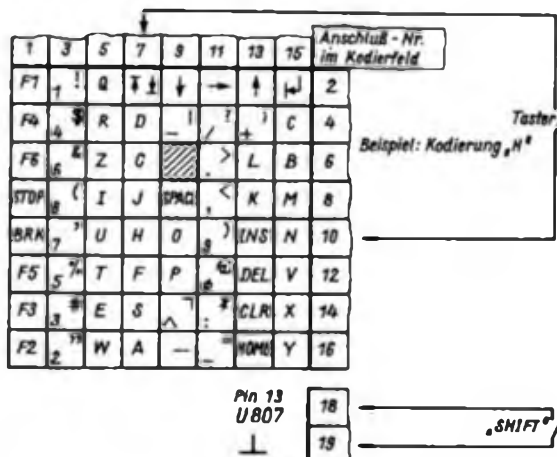 1 3 5 7 9 11 13 15 Anschluß - Nr. im Kodierfeld
F1 1 ! Q ↓ → ↑ 2
F4 4 $ R D _ | / ? + ) C 4
Taster
F6 6 & Z G . > L B 6
Beispiel: Kodierung „H"
STOP 8 ( I J SPACE , < K M 8
BRK 7 ' U H O 9 ) INS N 10
F5 5 % T F P DEL V 12
F3 3 # E S ^ ¬ : * CLR X 14
F2 2 " W A — _ = HOME Y 16
Pin 13
U 807
18
„SHIFT"
19